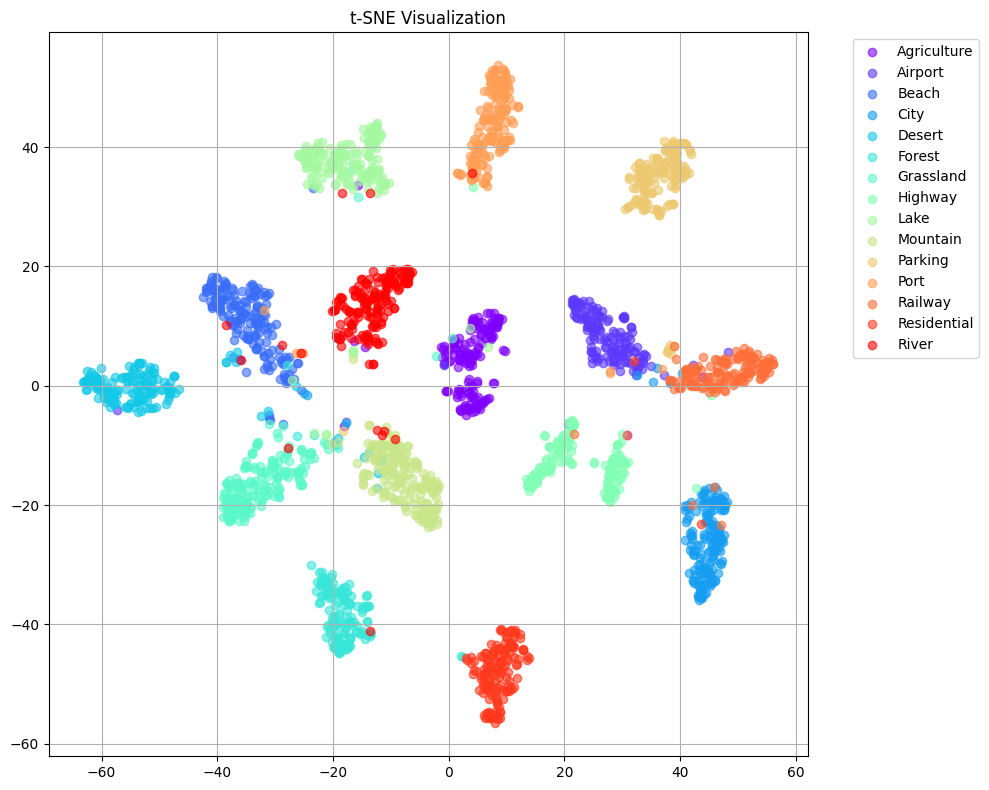 t-SNE Visualization
Agriculture
Airport
Beach
City
Desert
Forest
Grassland
Highway
Lake
Mountain
Parking
Port
Railway
Residential
River
40
20
0
−20
−40
−60
−60 −40 −20 0 20 40 60